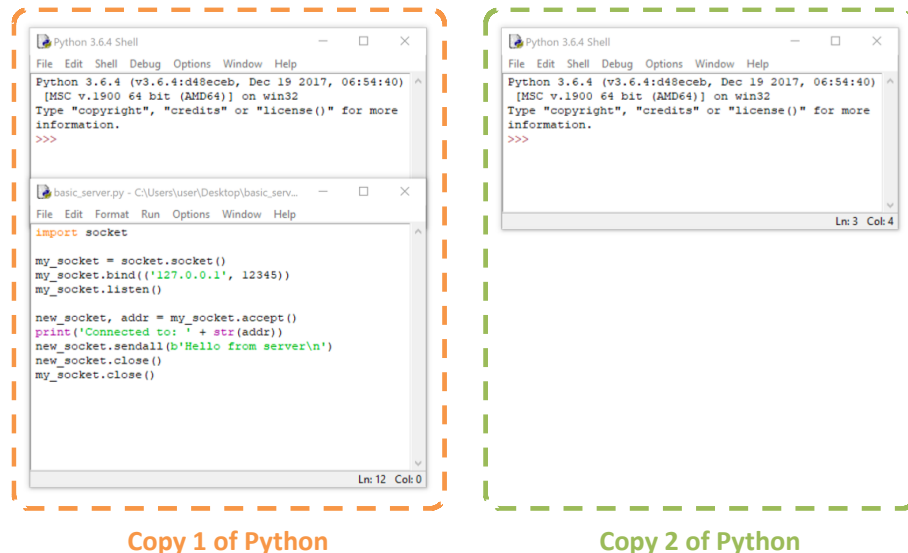 Python 3.6.4 Shell
File Edit Shell Debug Options Window Help
Python 3.6.4 (v3.6.4:d48eceb, Dec 19 2017, 06:54:40)
[MSC v.1900 64 bit (AMD64)] on win32
Type "copyright", "credits" or "license()" for more
information.
>>>
basic_server.py - C:\Users\user\Desktop\basic_serv...
File Edit Format Run Options Window Help
import socket
my_socket = socket.socket()
my_socket.bind(('127.0.0.1', 12345))
my_socket.listen()
new_socket, addr = my_socket.accept()
print('Connected to: ' + str(addr))
new_socket.sendall(b'Hello from server\n')
new_socket.close()
my_socket.close()
Ln: 12 Col: 0
Copy 1 of Python
Python 3.6.4 Shell
File Edit Shell Debug Options Window Help
Python 3.6.4 (v3.6.4:d48eceb, Dec 19 2017, 06:54:40)
[MSC v.1900 64 bit (AMD64)] on win32
Type "copyright", "credits" or "license()" for more
information.
>>>
Ln: 3 Col: 4
Copy 2 of Python